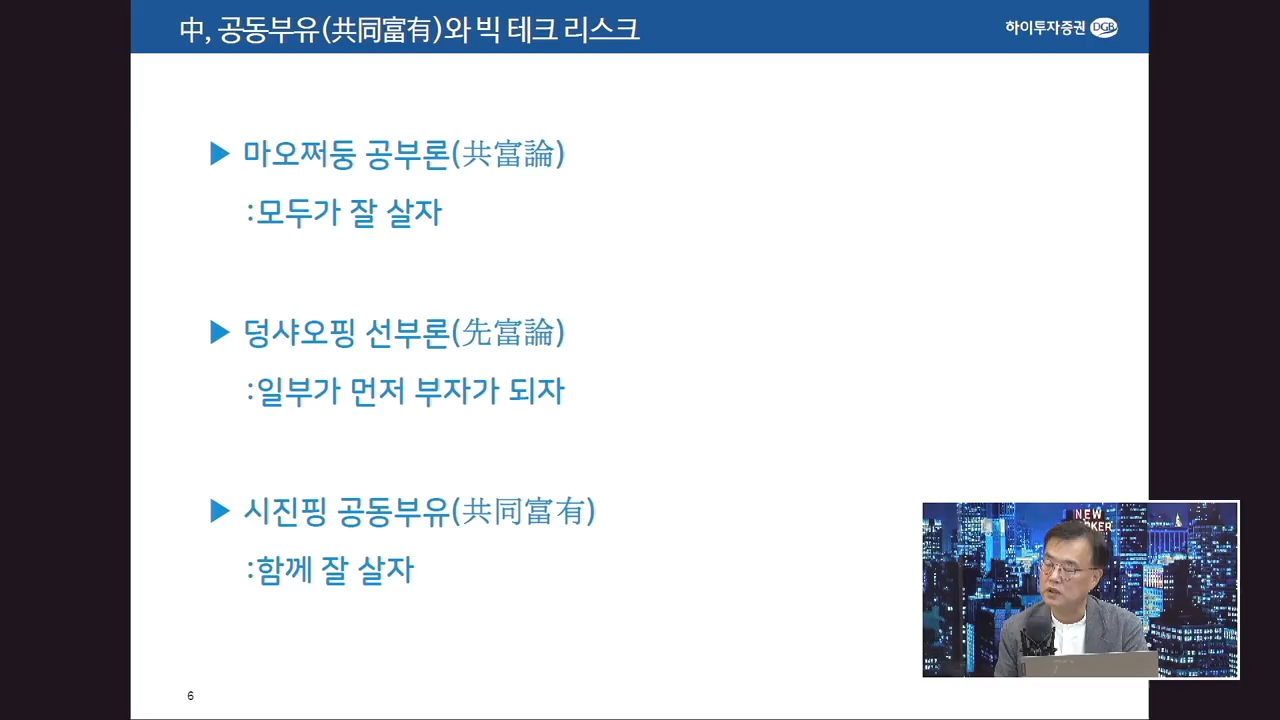 中, 공동부유(共同富有)와 빅 테크 리스크
하이투자증권 DGB
▶ 마오쩌둥 공부론(共富論)
:모두가 잘 살자
▶ 덩샤오핑 선부론(先富論)
:일부가 먼저 부자가 되자
▶ 시진핑 공동부유(共同富有)
:함께 잘 살자
NEW
6